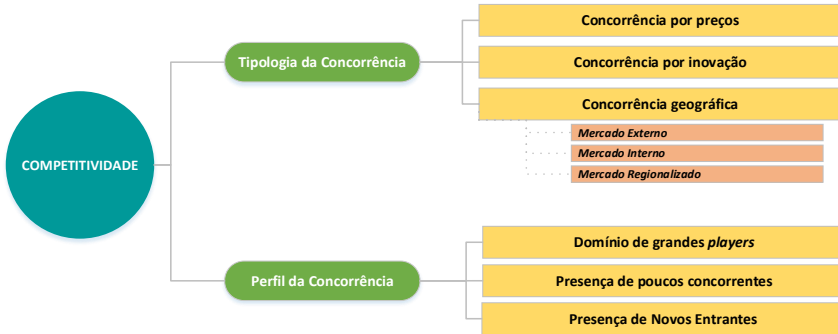 COMPETITIVIDADE
Tipologia da Concorrência
Concorrência por preços
Concorrência por inovação
Concorrência geográfica
Mercado Externo
Mercado Interno
Mercado Regionalizado
Perfil da Concorrência
Domínio de grandes players
Presença de poucos concorrentes
Presença de Novos Entrantes